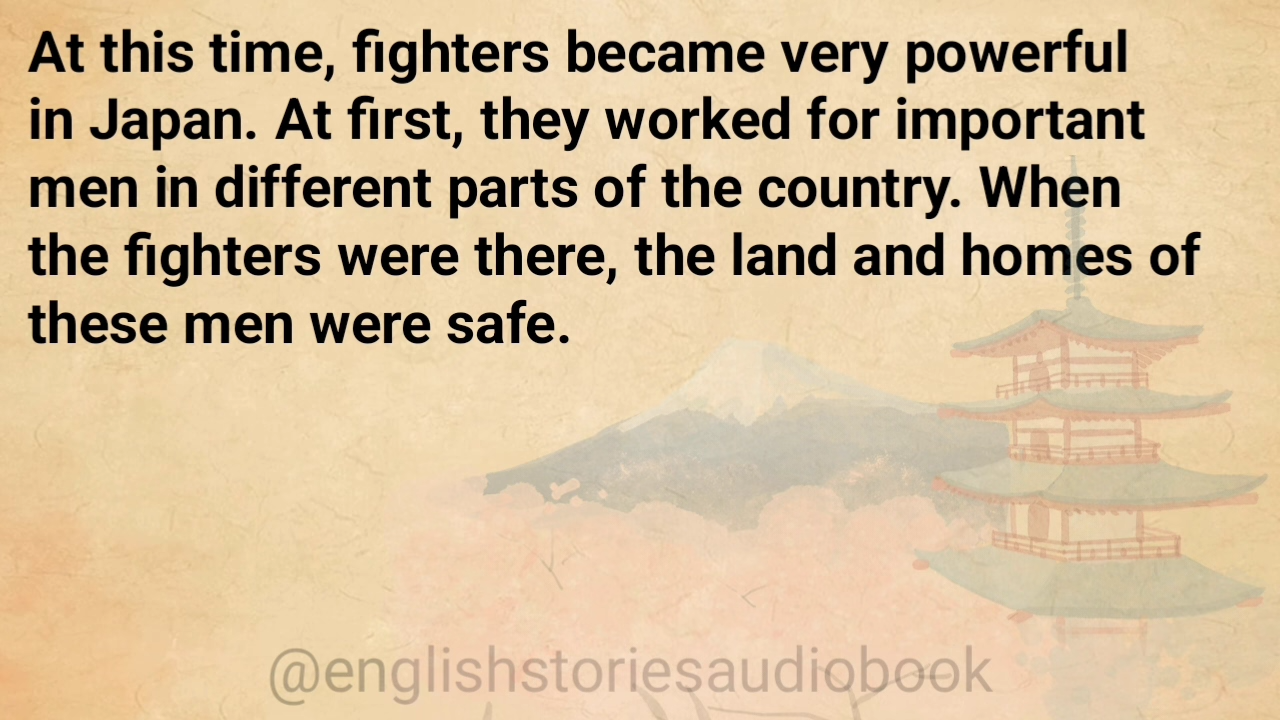 At this time, fighters became very powerful
in Japan. At first, they worked for important
men in different parts of the country. When
the fighters were there, the land and homes of
these men were safe.
@englishstoriesaudiobook